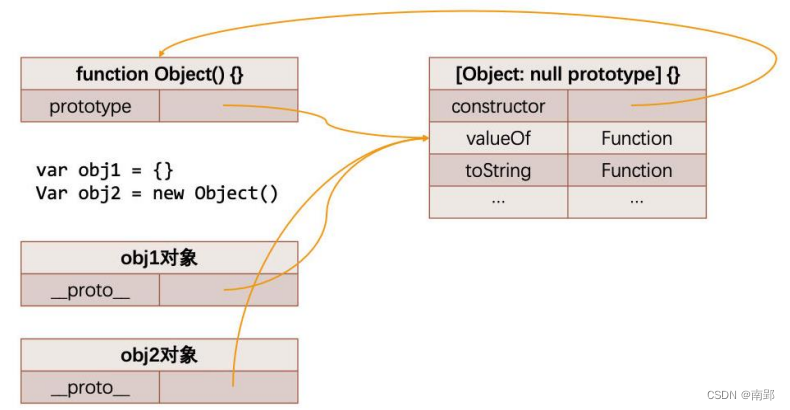 function Object() {}
prototype
[Object: null prototype] {}
constructor
valueOf Function
toString Function
... ...
var obj1 = {}
Var obj2 = new Object()
obj1对象
__proto__
obj2对象
__proto__
CSDN @南郢